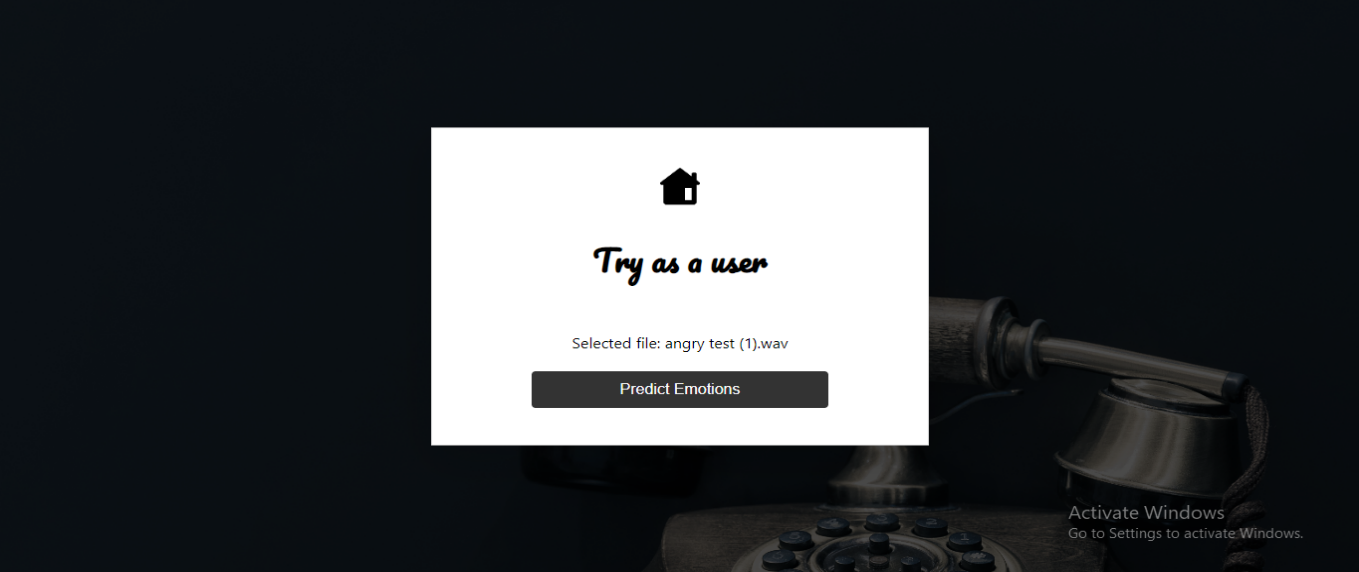 Try as a user
Selected file: angry test (1).wav
Predict Emotions
Activate Windows
Go to Settings to activate Windows.